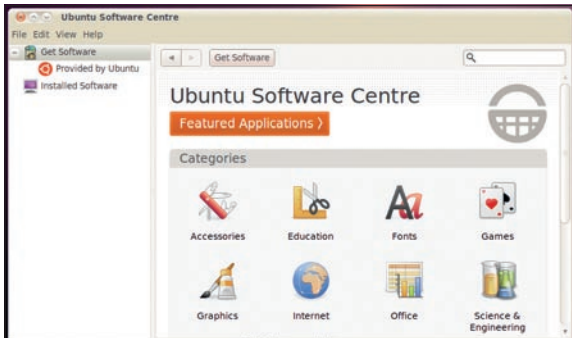 Ubuntu Software Centre
File Edit View Help
Get Software
Provided by Ubuntu
Installed Software
Get Software
Ubuntu Software Centre
Featured Applications
Categories
Accessories
Education
Fonts
Games
Graphics
Internet
Office
Science &
Engineering